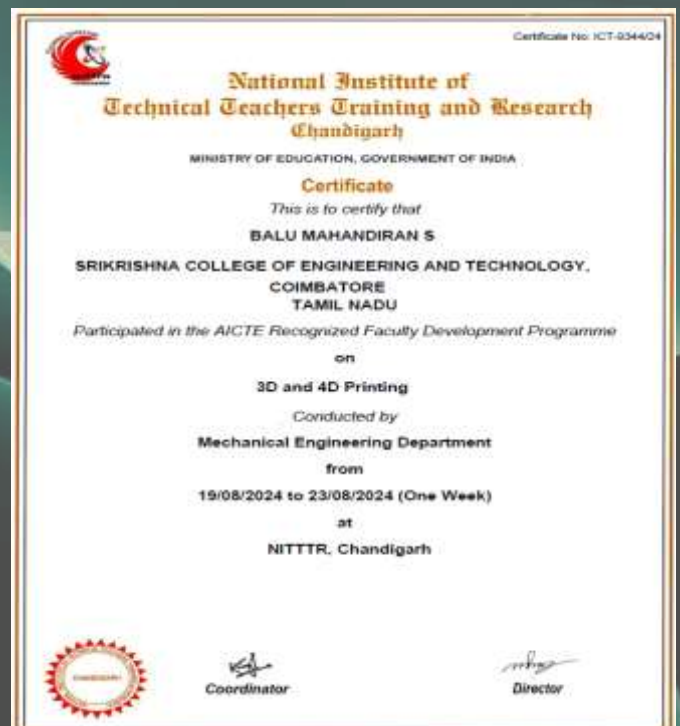 Certificate No: ICT-9344/24
National Institute of
Technical Teachers Training and Research
Chandigarh
MINISTRY OF EDUCATION, GOVERNMENT OF INDIA
Certificate
This is to certify that
BALU MAHANDIRAN S
SRIKRISHNA COLLEGE OF ENGINEERING AND TECHNOLOGY,
COIMBATORE
TAMIL NADU
Participated in the AICTE Recognized Faculty Development Programme
on
3D and 4D Printing
Conducted by
Mechanical Engineering Department
from
19/08/2024 to 23/08/2024 (One Week)
at
NITTTR, Chandigarh
Coordinator
Director